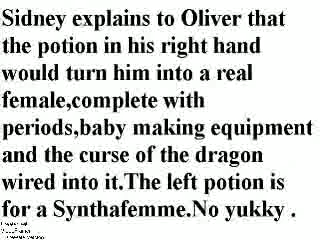 Sidney explains to Oliver that
the potion in his right hand
would turn him into a real
female,complete with
periods,baby making equipment
and the curse of the dragon
wired into it.The left potion is
for a Synthafemme.No yukky .